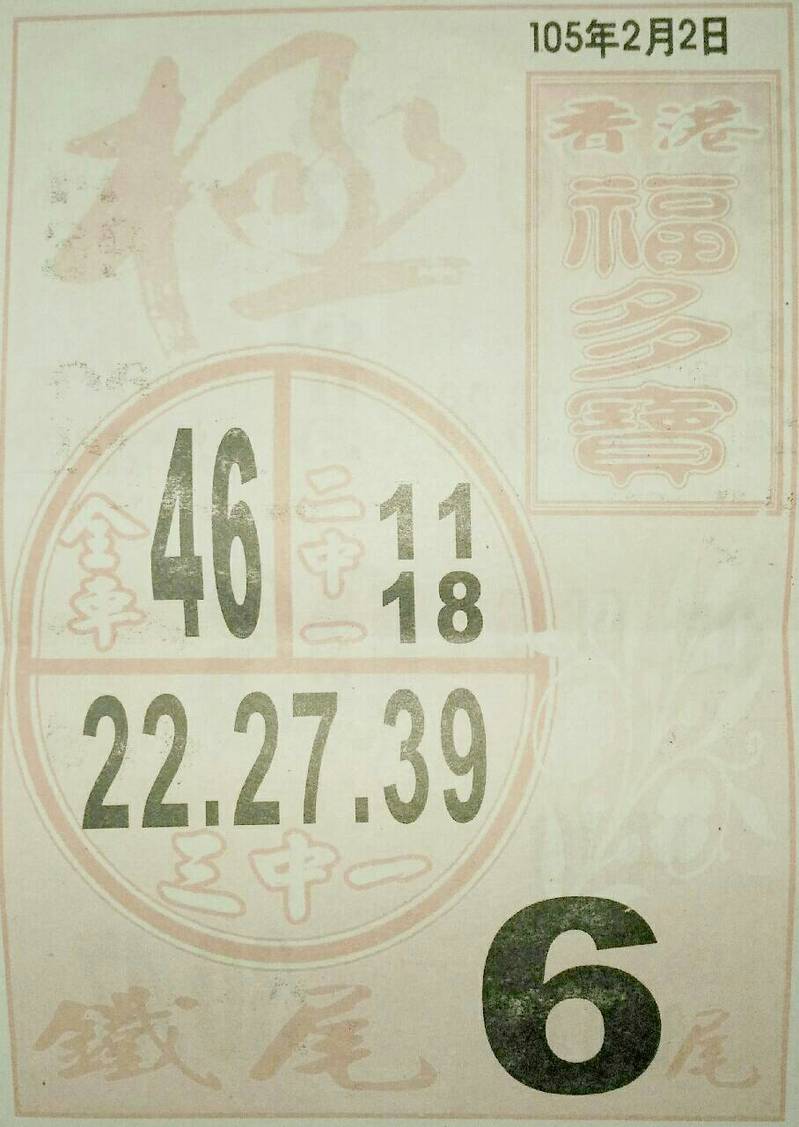 105年2月2日
極
香港
福多寶
全車
46
二中一
11
18
22.27.39
三中一
鐵尾 6 尾